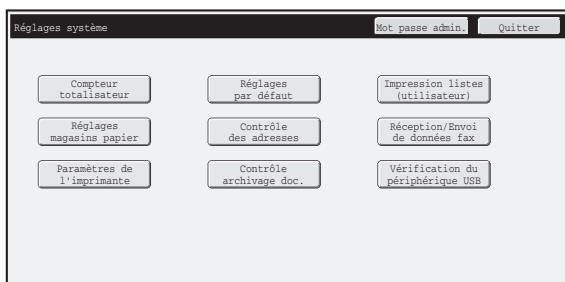 Réglages système
Mot passe admin.
Quitter
Compteur
totalisateur
Réglages
par défaut
Impression listes
(utilisateur)
Réglages
magasins papier
Contrôle
des adresses
Réception/Envoi
de données fax
Paramètres de
l'imprimante
Contrôle
archivage doc.
Vérification du
périphérique USB